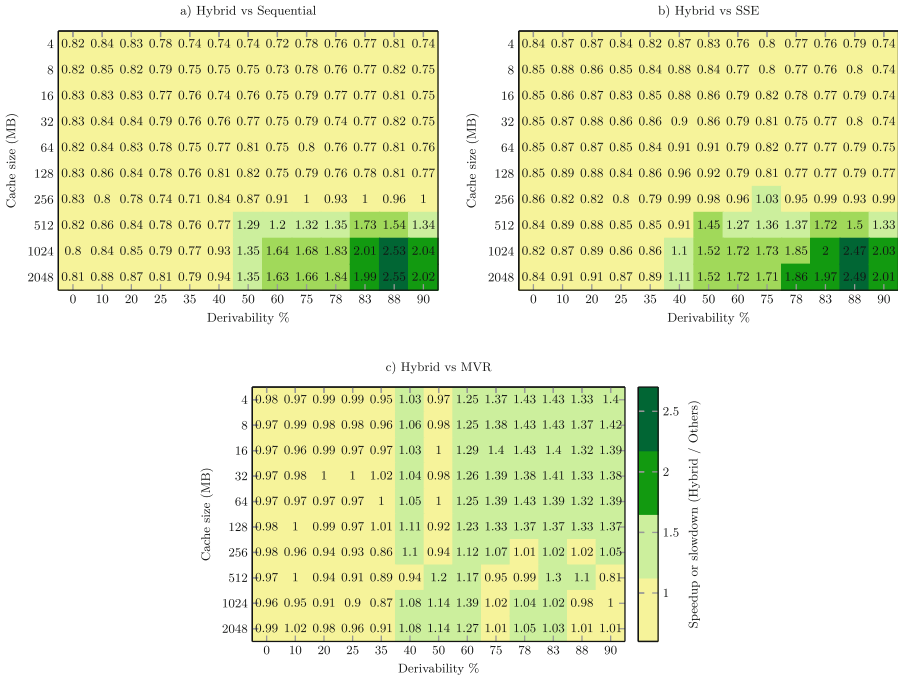 a) Hybrid vs Sequential
4 0.82 0.84 0.83 0.78 0.74 0.74 0.74 0.72 0.78 0.77 0.77 0.81 0.74
8 0.82 0.85 0.82 0.79 0.75 0.75 0.75 0.73 0.78 0.76 0.77 0.82 0.75
16 0.83 0.83 0.83 0.77 0.76 0.74 0.76 0.75 0.79 0.77 0.77 0.81 0.75
32 0.83 0.84 0.84 0.79 0.76 0.76 0.77 0.78 0.79 0.74 0.77 0.82 0.75
64 0.82 0.84 0.83 0.78 0.75 0.77 0.81 0.75 0.8 0.76 0.77 0.81 0.76
128 0.83 0.86 0.84 0.78 0.76 0.81 0.82 0.75 0.79 0.76 0.78 0.81 0.77
256 0.83 0.8 0.78 0.74 0.71 0.84 0.87 0.91 1 0.93 1 0.96 1
512 0.82 0.86 0.84 0.78 0.76 0.77 1.29 1.2 1.32 1.35 1.73 1.54 1.34
1024 0.8 0.84 0.85 0.79 0.77 0.93 1.35 1.64 1.68 1.83 2.01 2.53 2.04
2048 0.81 0.88 0.87 0.81 0.79 0.94 1.35 1.63 1.66 1.84 1.99 2.55 2.02
0 10 20 25 35 40 50 60 75 78 83 88 90
Derivability %
Cache size (MB)
b) Hybrid vs SSE
4 0.84 0.87 0.87 0.84 0.82 0.87 0.83 0.76 0.8 0.77 0.76 0.79 0.74
8 0.85 0.88 0.86 0.85 0.84 0.88 0.84 0.77 0.8 0.77 0.76 0.8 0.74
16 0.85 0.86 0.87 0.83 0.85 0.88 0.86 0.79 0.82 0.78 0.77 0.79 0.74
32 0.85 0.87 0.88 0.86 0.86 0.9 0.86 0.79 0.81 0.75 0.77 0.8 0.74
64 0.85 0.87 0.87 0.85 0.84 0.91 0.91 0.79 0.82 0.77 0.77 0.79 0.75
128 0.85 0.88 0.88 0.85 0.85 0.96 0.92 0.79 0.81 0.77 0.77 0.79 0.77
256 0.86 0.82 0.82 0.8 0.79 0.99 0.98 0.95 1.03 0.95 0.99 0.93 0.99
512 0.84 0.89 0.88 0.85 0.85 0.91 1.45 1.27 1.36 1.37 1.72 1.5 1.33
1024 0.82 0.87 0.89 0.86 0.86 1.1 1.52 1.72 1.73 1.85 2 2.47 2.03
2048 0.84 0.91 0.91 0.87 0.89 1.11 1.52 1.72 1.71 1.86 1.97 2.49 2.01
0 10 20 25 35 40 50 60 75 78 83 88 90
Derivability %
Cache size (MB)
c) Hybrid vs MVR
4 0.98 0.97 0.99 0.99 0.95 1.03 0.97 1.25 1.37 1.43 1.43 1.33 1.4
8 0.97 0.99 0.98 0.98 0.96 1.06 0.98 1.25 1.38 1.43 1.43 1.37 1.42
16 0.97 0.96 0.99 0.97 0.97 1.03 1 1.29 1.4 1.43 1.4 1.32 1.39
32 0.97 0.98 1 1 1.02 1.04 0.98 1.26 1.39 1.38 1.41 1.33 1.38
64 0.97 0.97 0.97 0.97 1 1.05 1 1.25 1.39 1.43 1.39 1.32 1.39
128 0.98 1 0.99 0.97 1.01 1.11 0.92 1.23 1.33 1.37 1.37 1.33 1.37
256 0.98 0.96 0.94 0.93 0.86 1.1 0.94 1.12 1.07 1.01 1.02 1.02 1.05
512 0.97 1 0.94 0.91 0.89 0.94 1.2 1.17 0.95 0.99 1.3 1.1 0.81
1024 0.96 0.95 0.91 0.9 0.87 1.08 1.14 1.39 1.02 1.04 1.02 0.98 1
2048 0.99 1.02 0.98 0.96 0.91 1.08 1.14 1.27 1.01 1.05 1.03 1.01 1.01
0 10 20 25 35 40 50 60 75 78 83 88 90
Derivability %
Cache size (MB)
2.5
2
1.5
1
Speedup or slowdown (Hybrid / Others)